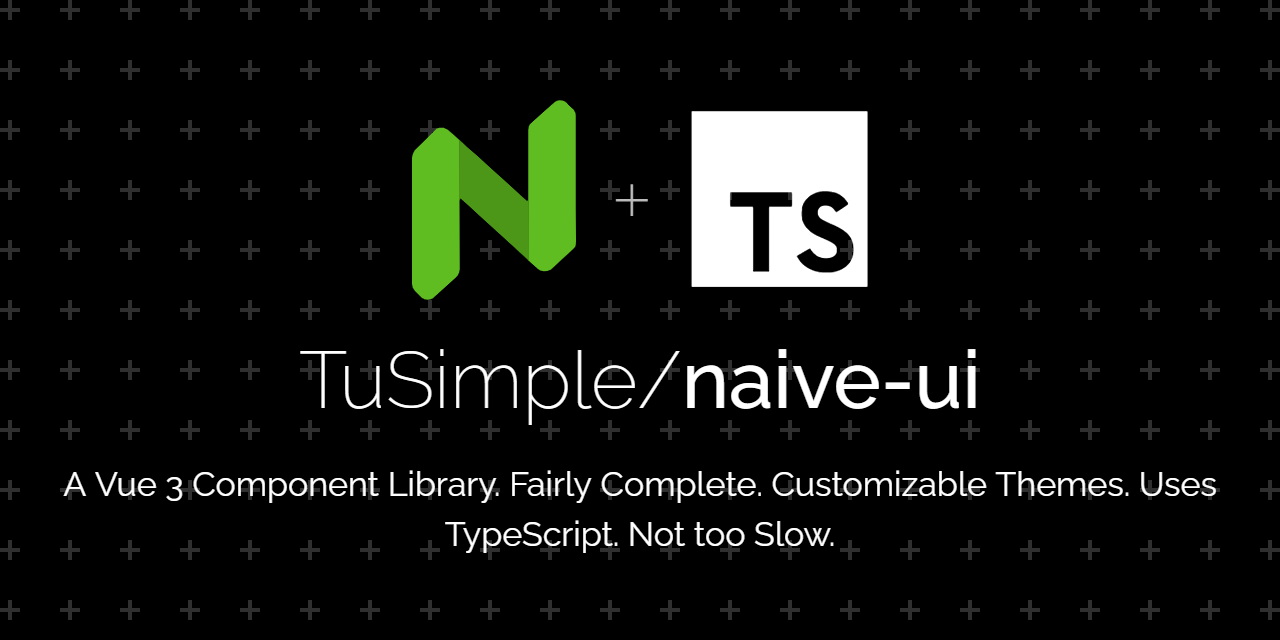 TS
TuSimple/naive-ui
A Vue 3 Component Library. Fairly Complete. Customizable Themes. Uses
TypeScript. Not too Slow.